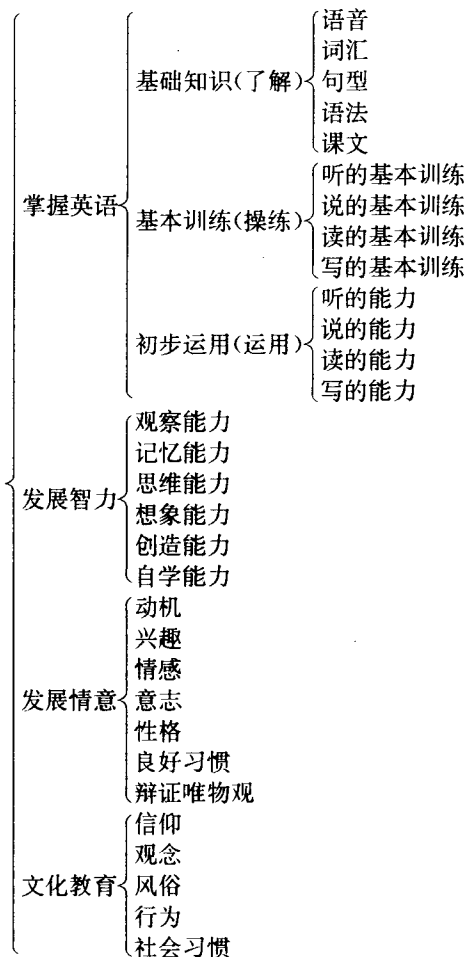 掌握英语
基础知识(了解)
语音
词汇
句型
语法
课文
基本训练(操练)
听的基本训练
说的基本训练
读的基本训练
写的基本训练
初步运用(运用)
听的能力
说的能力
读的能力
写的能力
发展智力
观察能力
记忆能力
思维能力
想象能力
创造能力
自学能力
发展情意
动机
兴趣
情感
意志
性格
良好习惯
辩证唯物观
文化教育
信仰
观念
风俗
行为
社会习惯